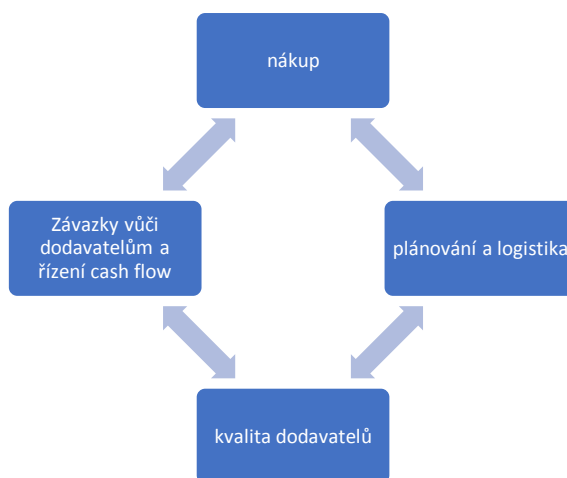 nákup
Závazky vůči
dodavatelům a
řízení cash flow
plánování a logistika
kvalita dodavatelů